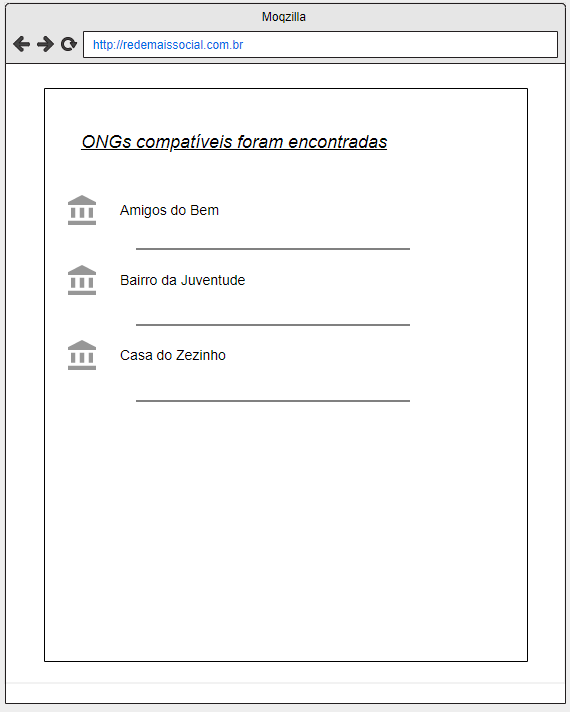 Moqzilla
http://redemaissocial.com.br
ONGs compatíveis foram encontradas
Amigos do Bem
Bairro da Juventude
Casa do Zezinho